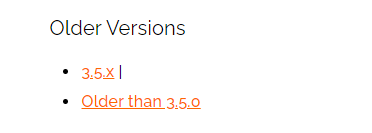 Older Versions
3.5.x |
Older than 3.5.0